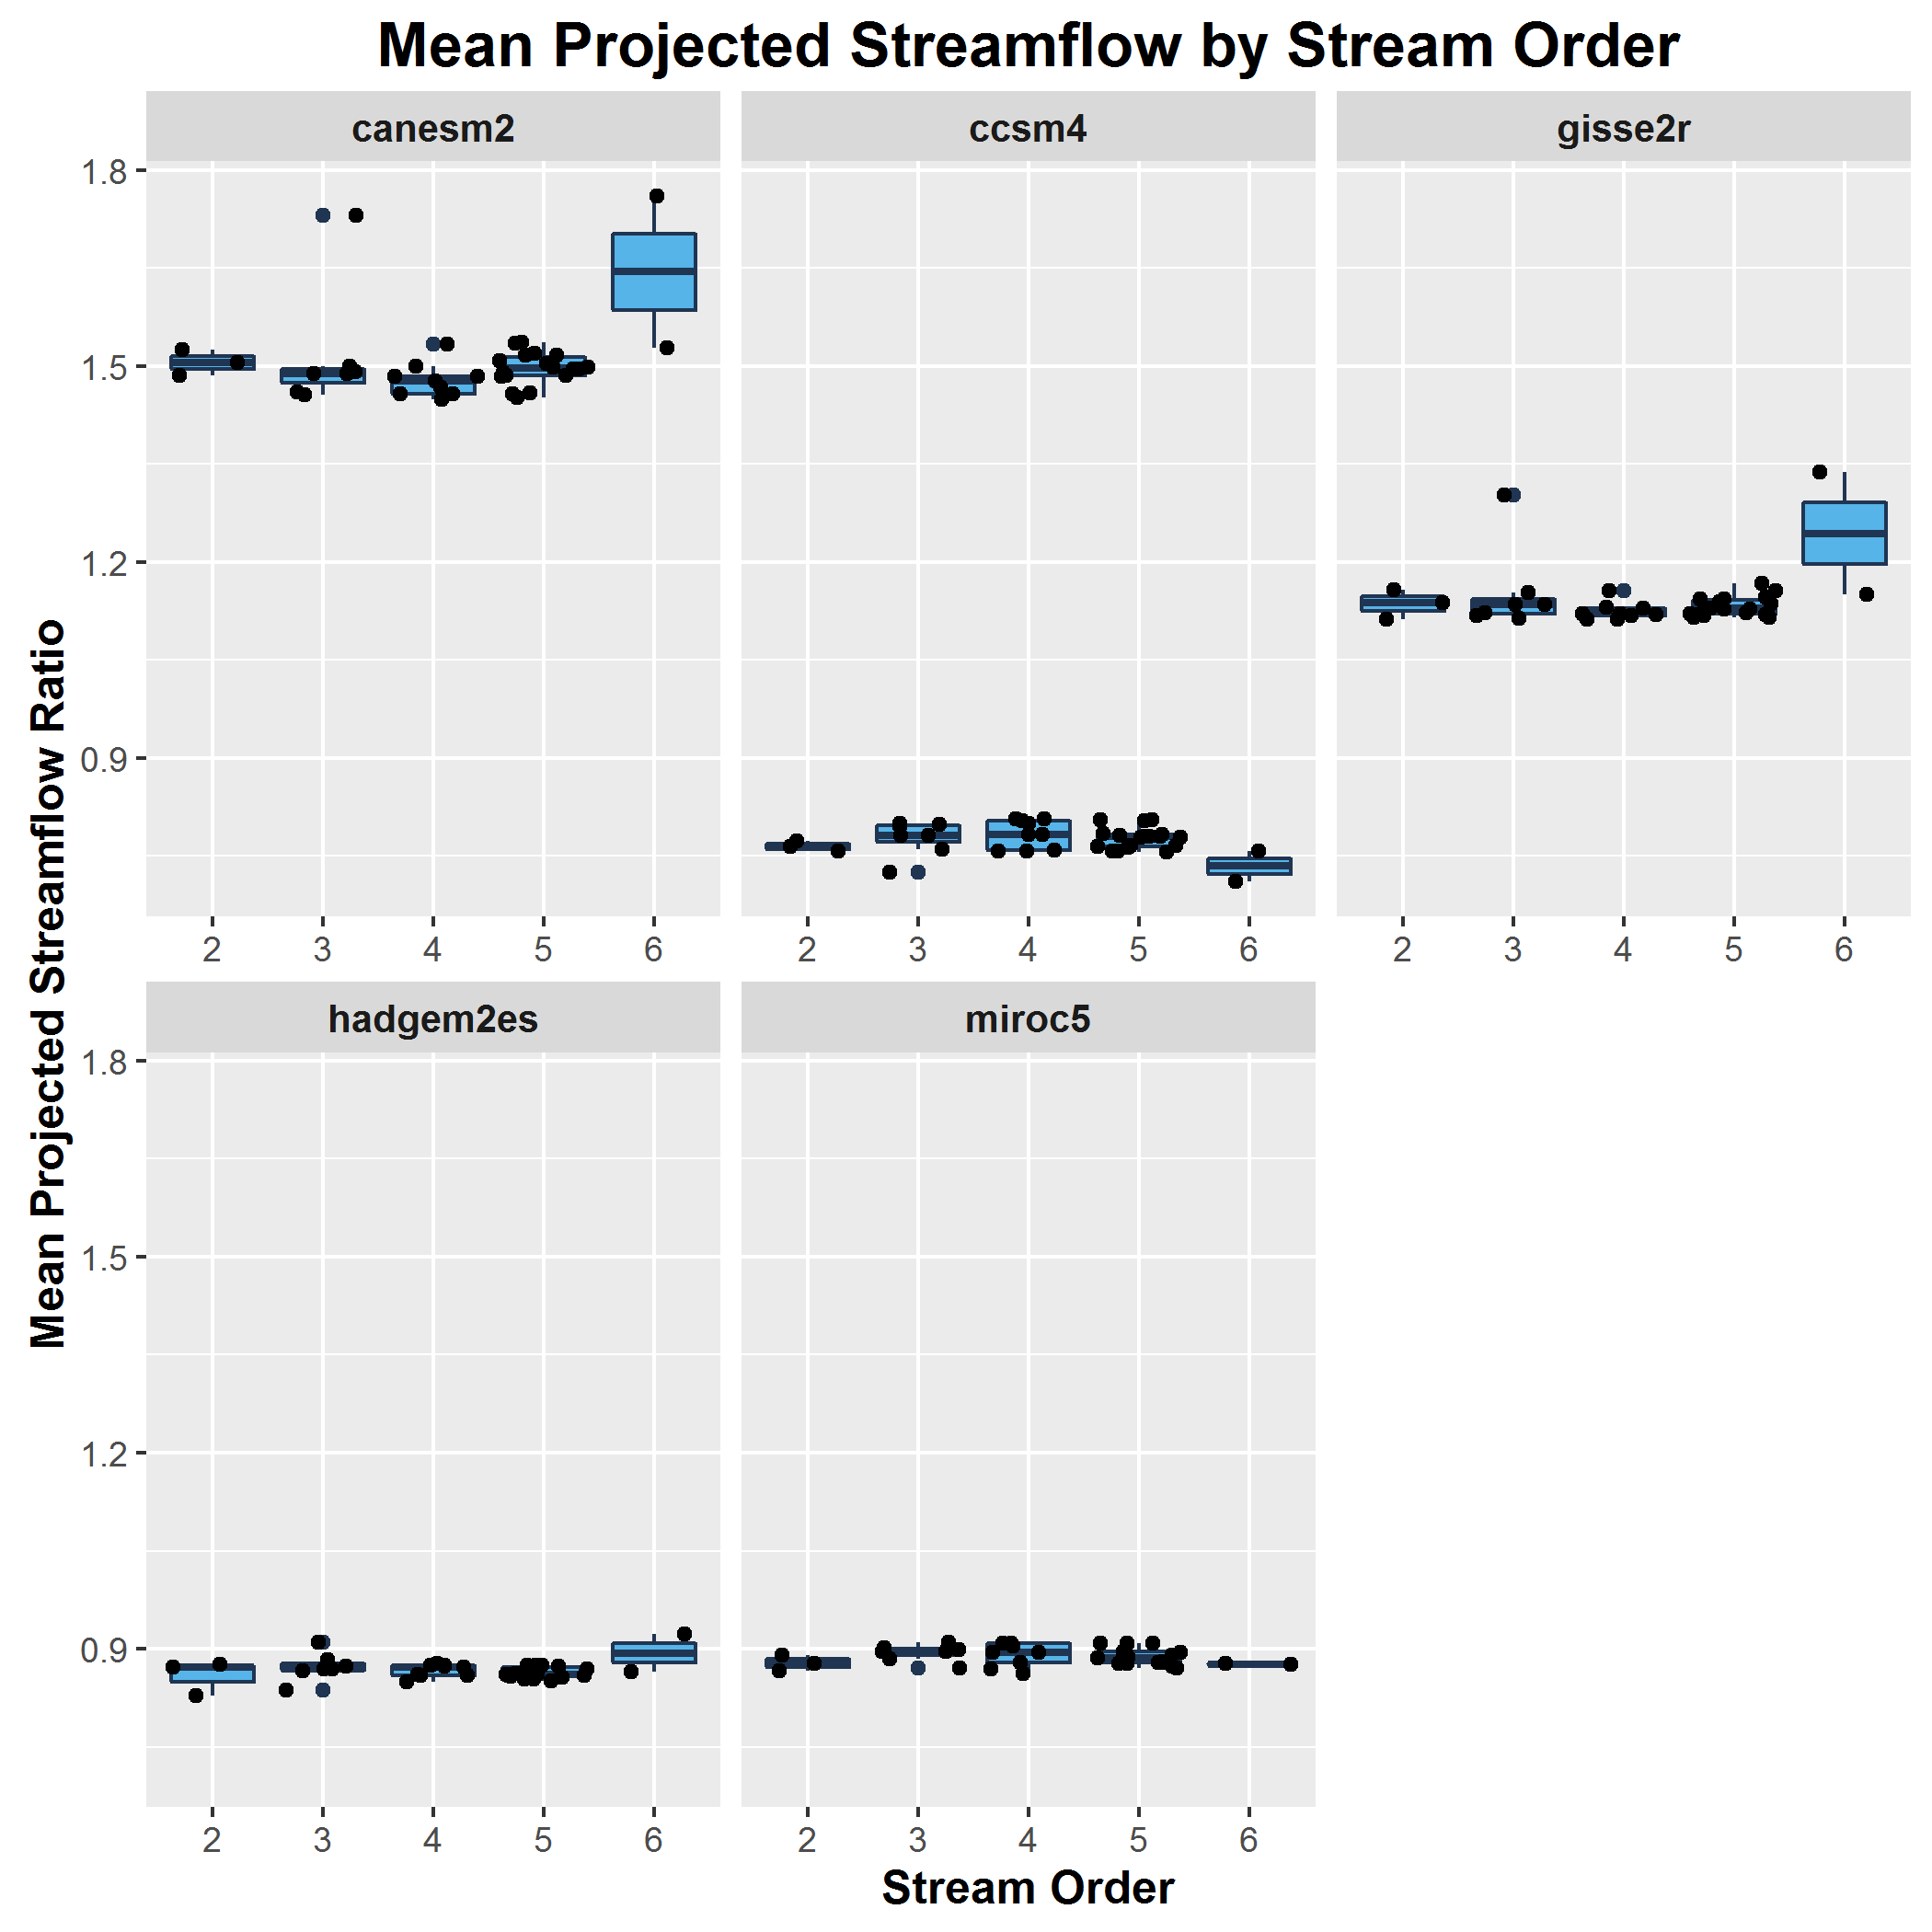 Mean Projected Streamflow by Stream Order
canesm2
ccsm4
gisse2r
1.8
1.5
1.2
0.9
2 3 4 5 6
2 3 4 5 6
2 3 4 5 6
Mean Projected Streamflow Ratio
hadgem2es
miroc5
1.8
1.5
1.2
0.9
2 3 4 5 6
2 3 4 5 6
Stream Order